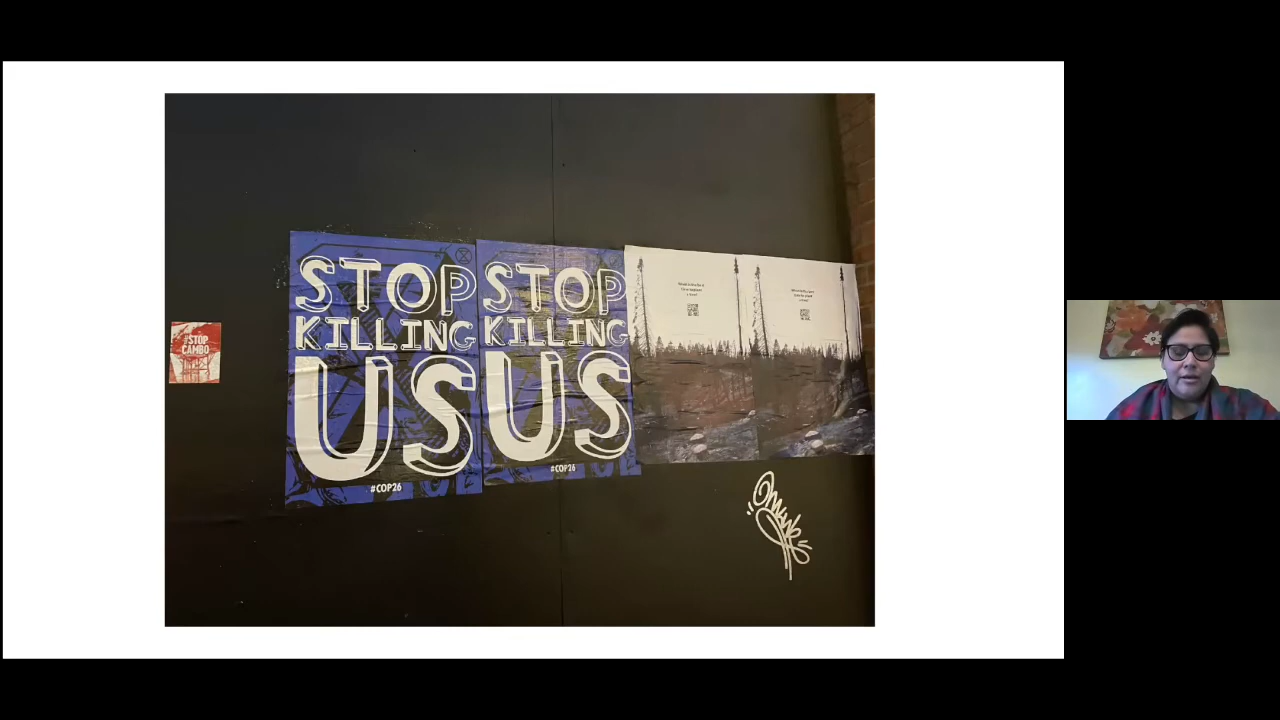 #STOP
CAMBO
STOP
KILLING
US
#COP26
STOP
KILLING
US
#COP26